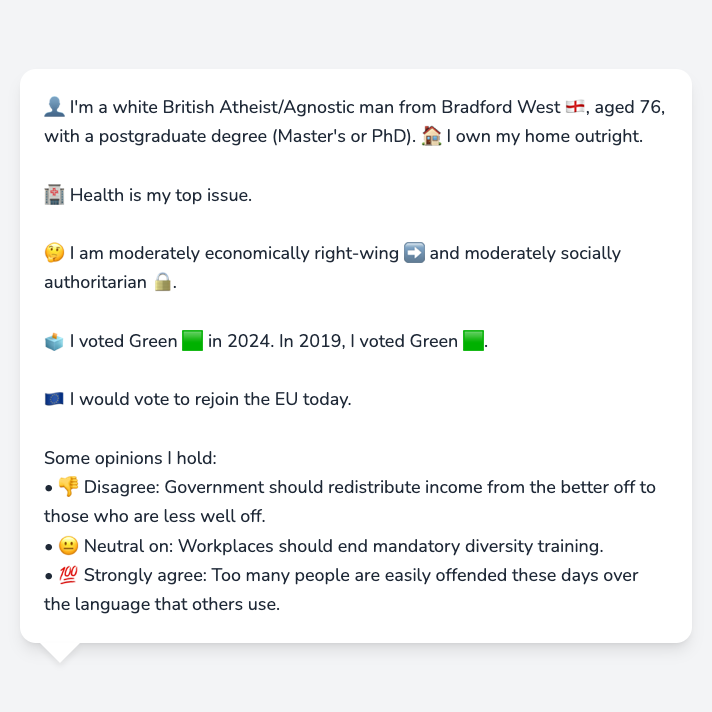 👤 I'm a white British Atheist/Agnostic man from Bradford West 🏴󠁧󠁢󠁥󠁮󠁧󠁿, aged 76,
with a postgraduate degree (Master's or PhD). 🏠 I own my home outright.
🏥 Health is my top issue.
🤔 I am moderately economically right-wing ➡️ and moderately socially
authoritarian 🔒.
🗳️ I voted Green 🟩 in 2024. In 2019, I voted Green 🟩.
🇪🇺 I would vote to rejoin the EU today.
Some opinions I hold:
• 👎 Disagree: Government should redistribute income from the better off to
those who are less well off.
• 😐 Neutral on: Workplaces should end mandatory diversity training.
• 💯 Strongly agree: Too many people are easily offended these days over
the language that others use.